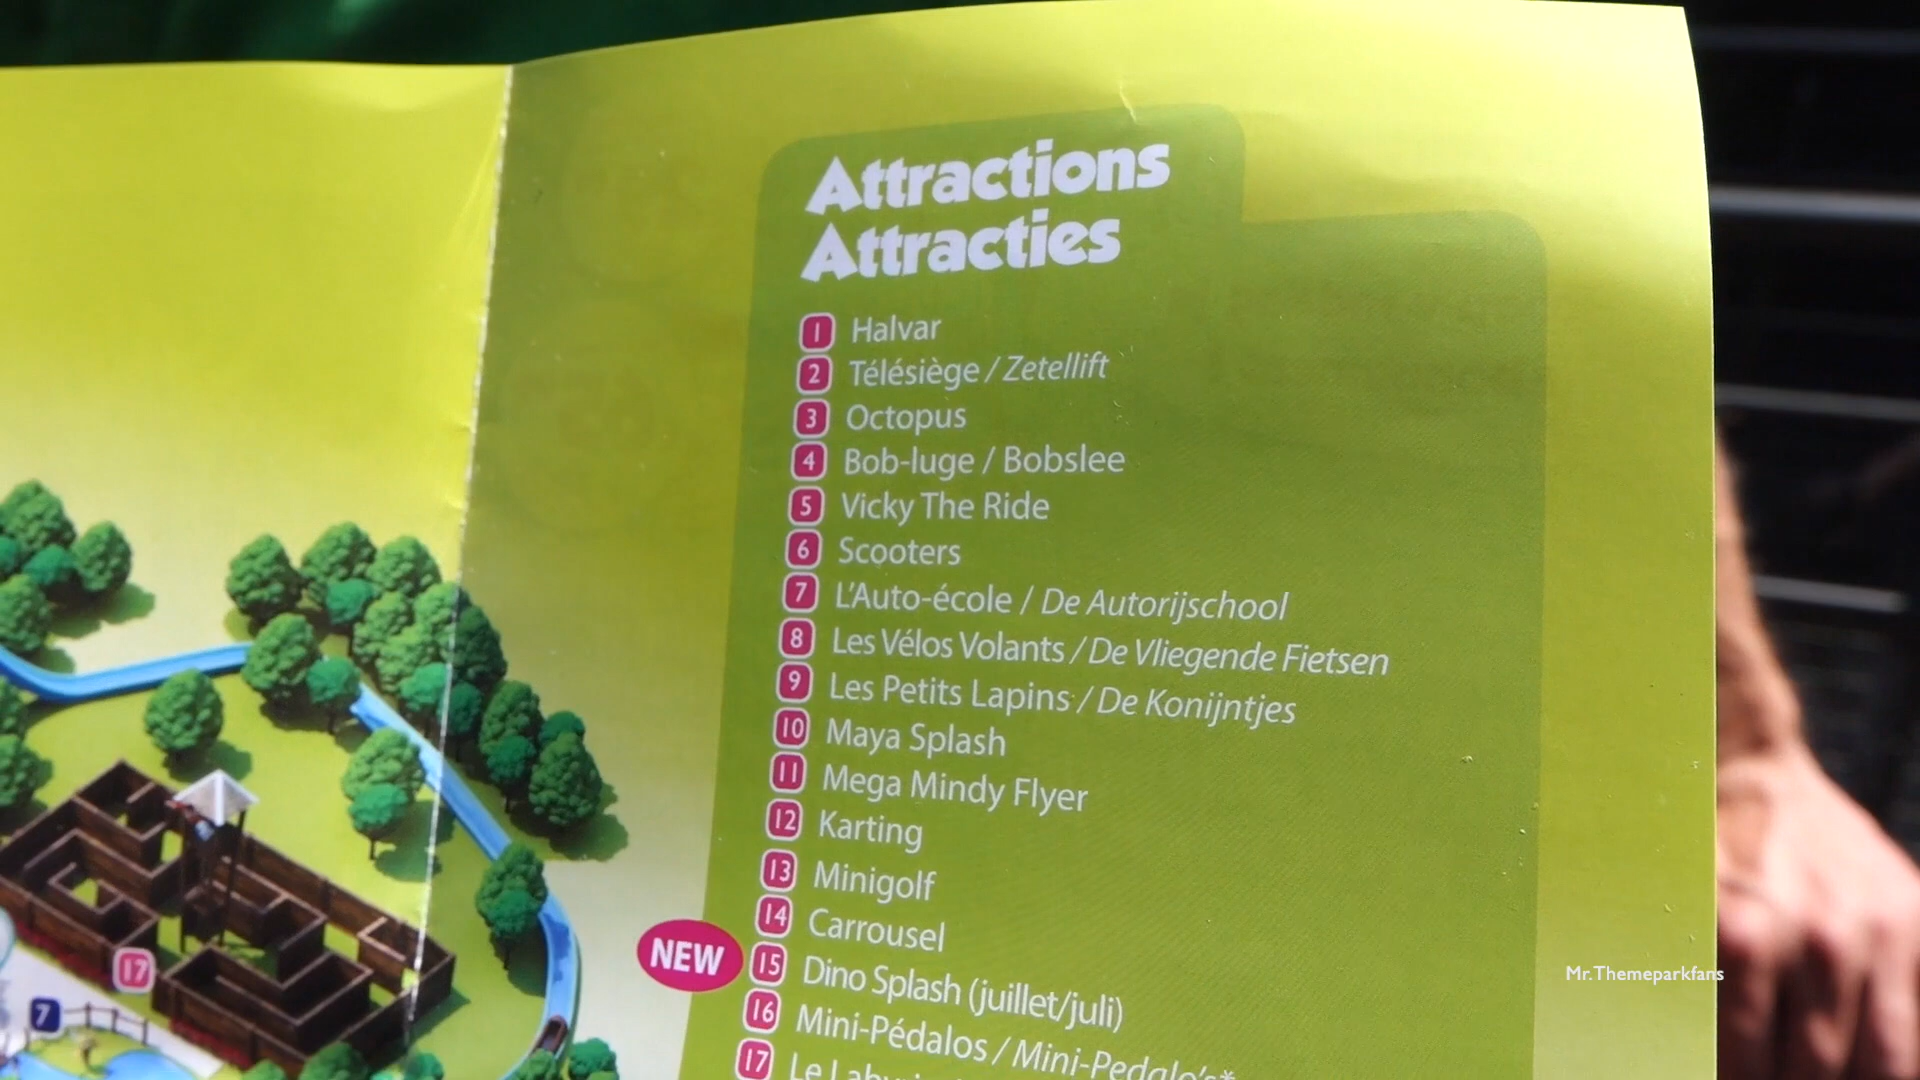 Attractions
Attracties
1 Halvar
2 Télésiège / Zetellift
3 Octopus
4 Bob-luge / Bobslee
5 Vicky The Ride
6 Scooters
7 L'Auto-école / De Autorijschool
8 Les Vélos Volants / De Vliegende Fietsen
9 Les Petits Lapins / De Konijntjes
10 Maya Splash
11 Mega Mindy Flyer
12 Karting
13 Minigolf
14 Carrousel
NEW 15 Dino Splash (juillet/juli)
16 Mini-Pédalos / Mini-Pedalo's*
17 Le
17
7
Mr.Themeparkfans